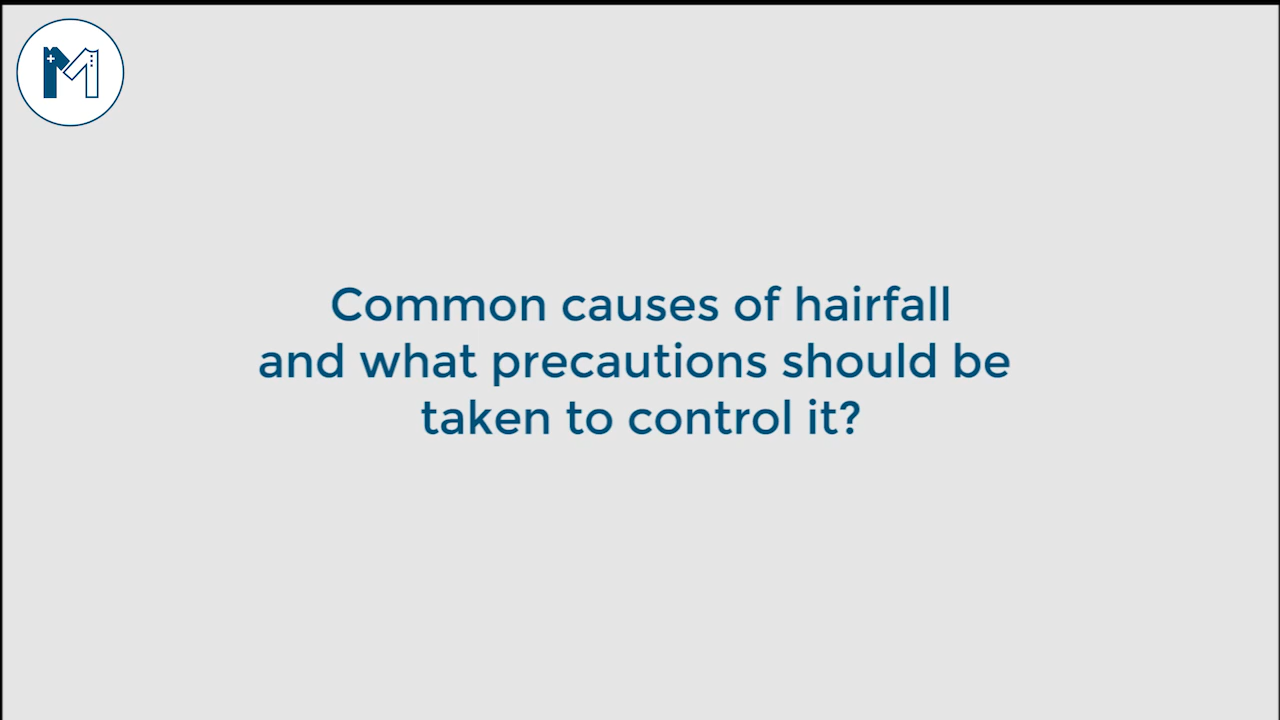 Common causes of hairfall
and what precautions should be
taken to control it?